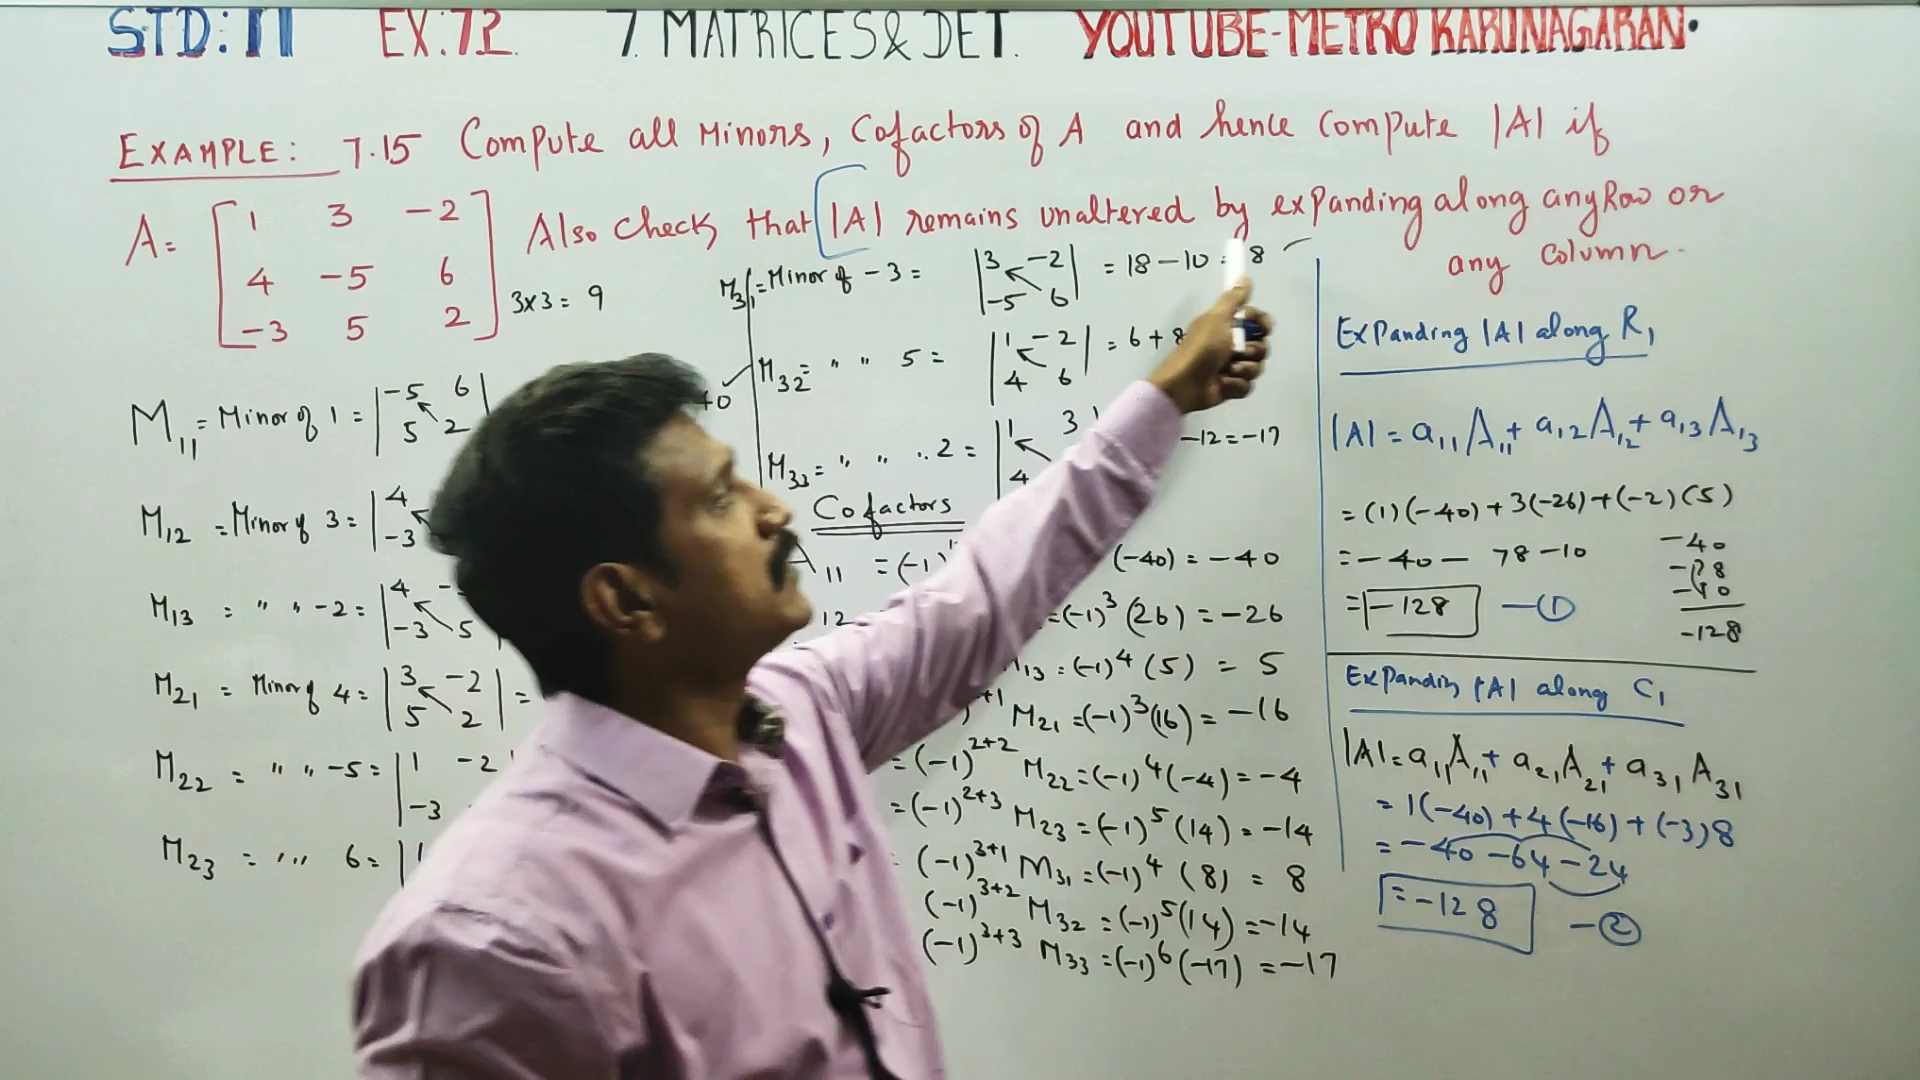 STD: 11 EX: 7.2. 7. MATRICES & DET. YOUTUBE-METRO KARUNAGARAN.
EXAMPLE: 7.15 Compute all Minors, Cofactors of A and hence compute |A| if
A = [ 1 3 -2
4 -5 6
-3 5 2 ]
3x3 = 9
Also check that |A| remains unaltered by expanding along any Row or
any column.
M11 = Minor of 1 = | -5 6
5 2
M12 = Minor of 3 = | 4
-3
M13 = " " -2 = | 4
-3 5
M21 = Minor of 4 = | 3 -2 | =
5 2
M22 = " " -5 = | 1 -2
-3
M23 = " " 6 = |
M31 = Minor of -3 = | 3 -2 | = 18 - 10 = 8
-5 6
M32 = " " 5 = | 1 -2 | = 6 + 8
4 6
M33 = " " 2 = | 1 3 -12 = -17
4
Cofactors
A11 = (-1) (-40) = -40
12 = (-1)^3 (26) = -26
13 = (-1)^4 (5) = 5
+1 M21 = (-1)^3 (16) = -16
= (-1)^2+2 M22 = (-1)^4 (-4) = -4
= (-1)^2+3 M23 = (-1)^5 (14) = -14
(-1)^3+1 M31 = (-1)^4 (8) = 8
(-1)^3+2 M32 = (-1)^5 (14) = -14
(-1)^3+3 M33 = (-1)^6 (-17) = -17
Expanding |A| along R1
|A| = a11 A11 + a12 A12 + a13 A13
= (1)(-40) + 3(-26) + (-2)(5)
= -40 - 78 - 10
= -128 —①
-40
-78
-10
-128
Expanding |A| along C1
|A| = a11 A11 + a21 A21 + a31 A31
= 1(-40) + 4(-16) + (-3)8
= -40 - 64 - 24
= -128 —②